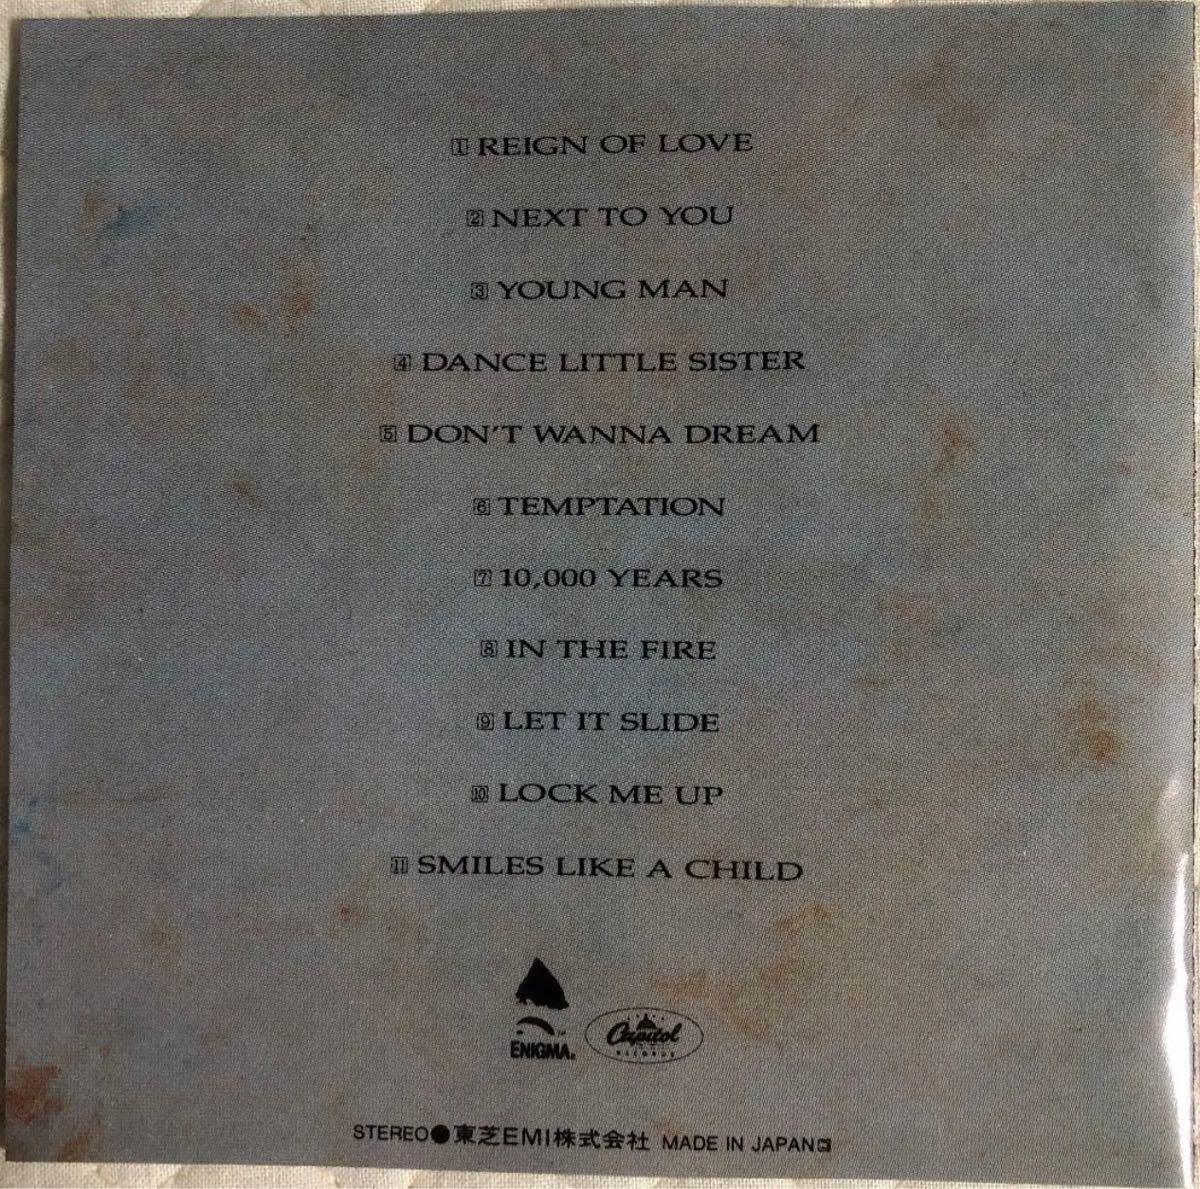 1 REIGN OF LOVE
2 NEXT TO YOU
3 YOUNG MAN
4 DANCE LITTLE SISTER
5 DON'T WANNA DREAM
6 TEMPTATION
7 10,000 YEARS
8 IN THE FIRE
9 LET IT SLIDE
10 LOCK ME UP
11 SMILES LIKE A CHILD
ENIGMA®
Capitol
RECORDS
STEREO●東芝EMI株式会社 MADE IN JAPAN